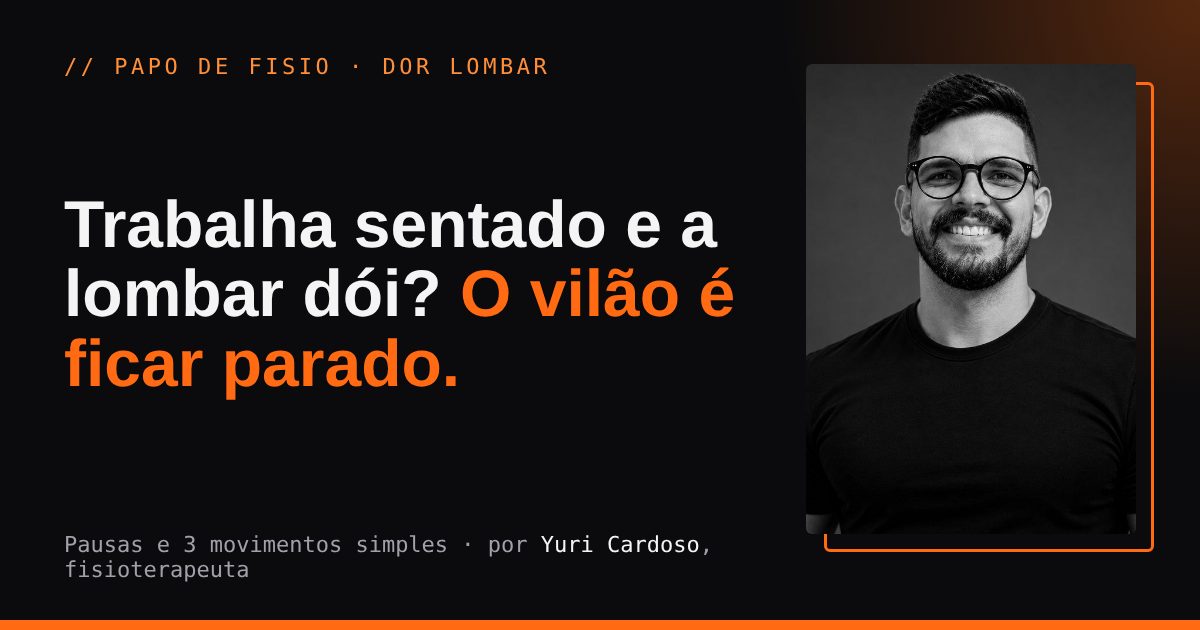 // PAPO DE FISIO · DOR LOMBAR
Trabalha sentado e a
lombar dói? O vilão é
ficar parado.
Pausas e 3 movimentos simples · por Yuri Cardoso,
fisioterapeuta